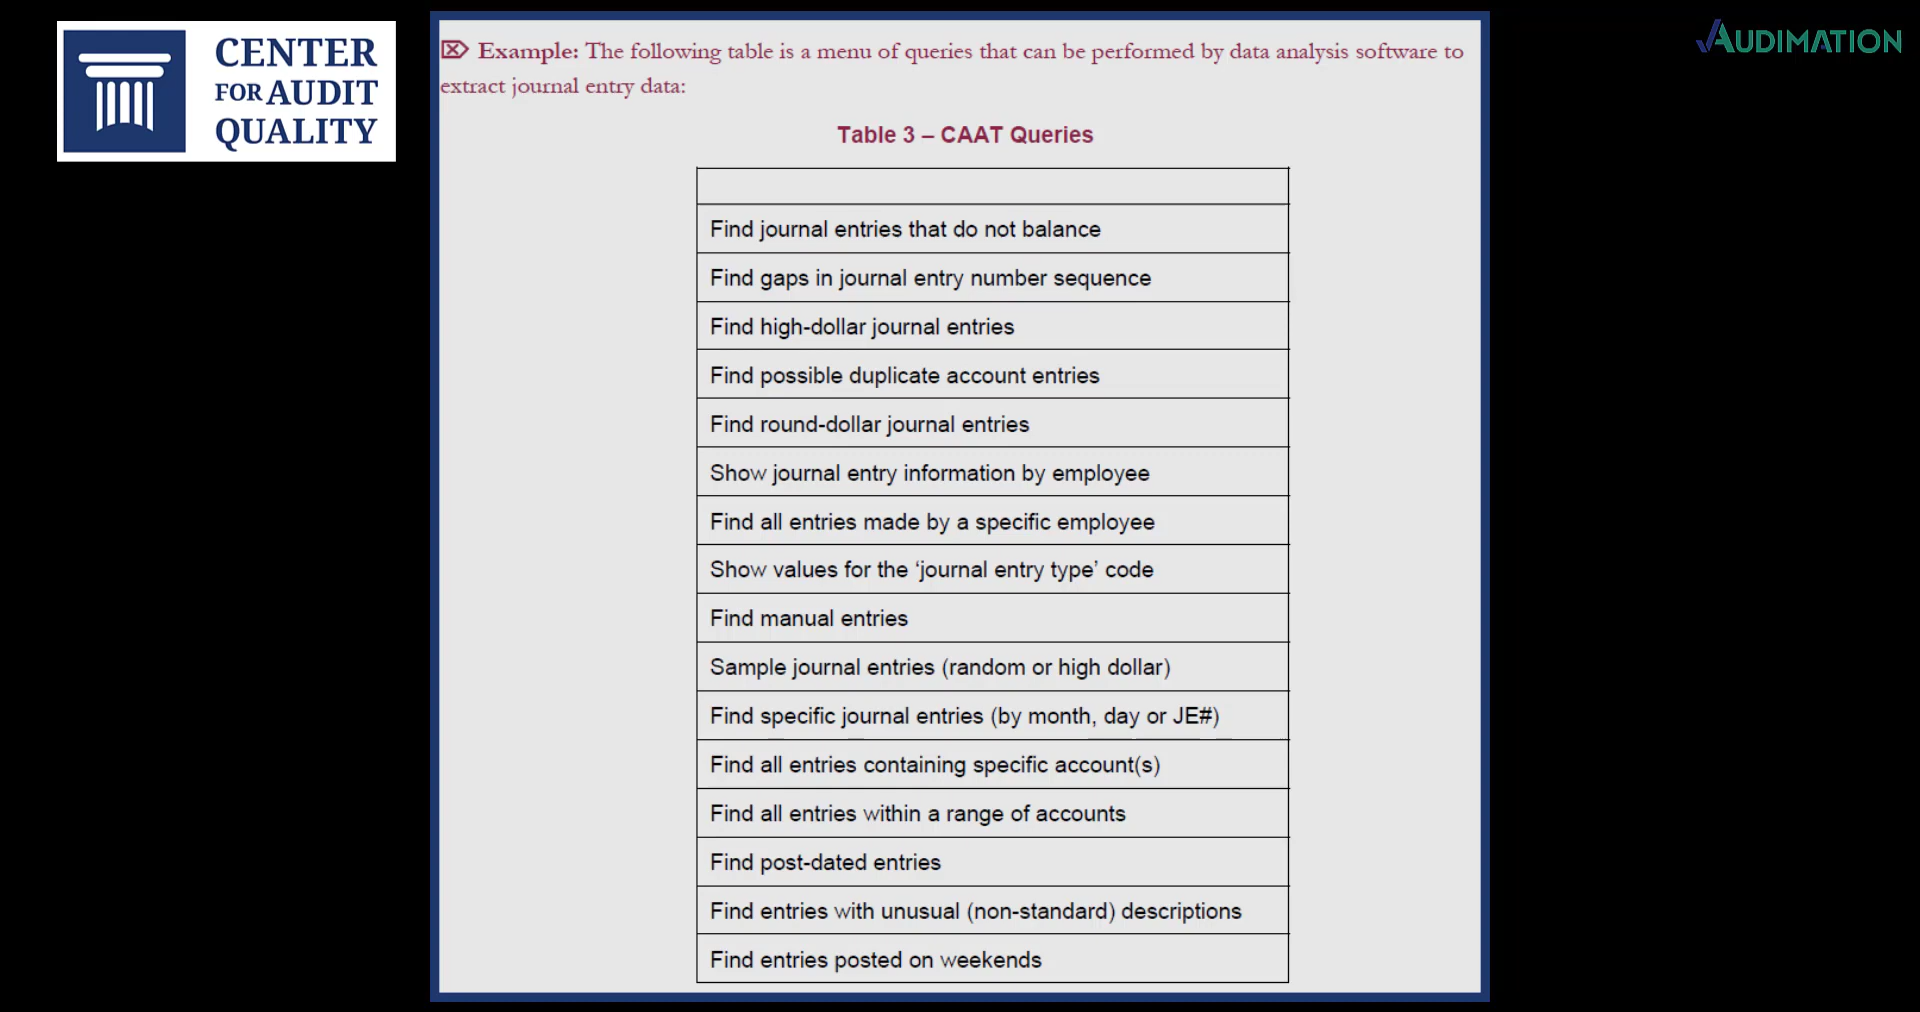 CENTER
FOR AUDIT
QUALITY
AUDIMATION
Example: The following table is a menu of queries that can be performed by data analysis software to
extract journal entry data:
Table 3 – CAAT Queries
Find journal entries that do not balance
Find gaps in journal entry number sequence
Find high-dollar journal entries
Find possible duplicate account entries
Find round-dollar journal entries
Show journal entry information by employee
Find all entries made by a specific employee
Show values for the ‘journal entry type’ code
Find manual entries
Sample journal entries (random or high dollar)
Find specific journal entries (by month, day or JE#)
Find all entries containing specific account(s)
Find all entries within a range of accounts
Find post-dated entries
Find entries with unusual (non-standard) descriptions
Find entries posted on weekends